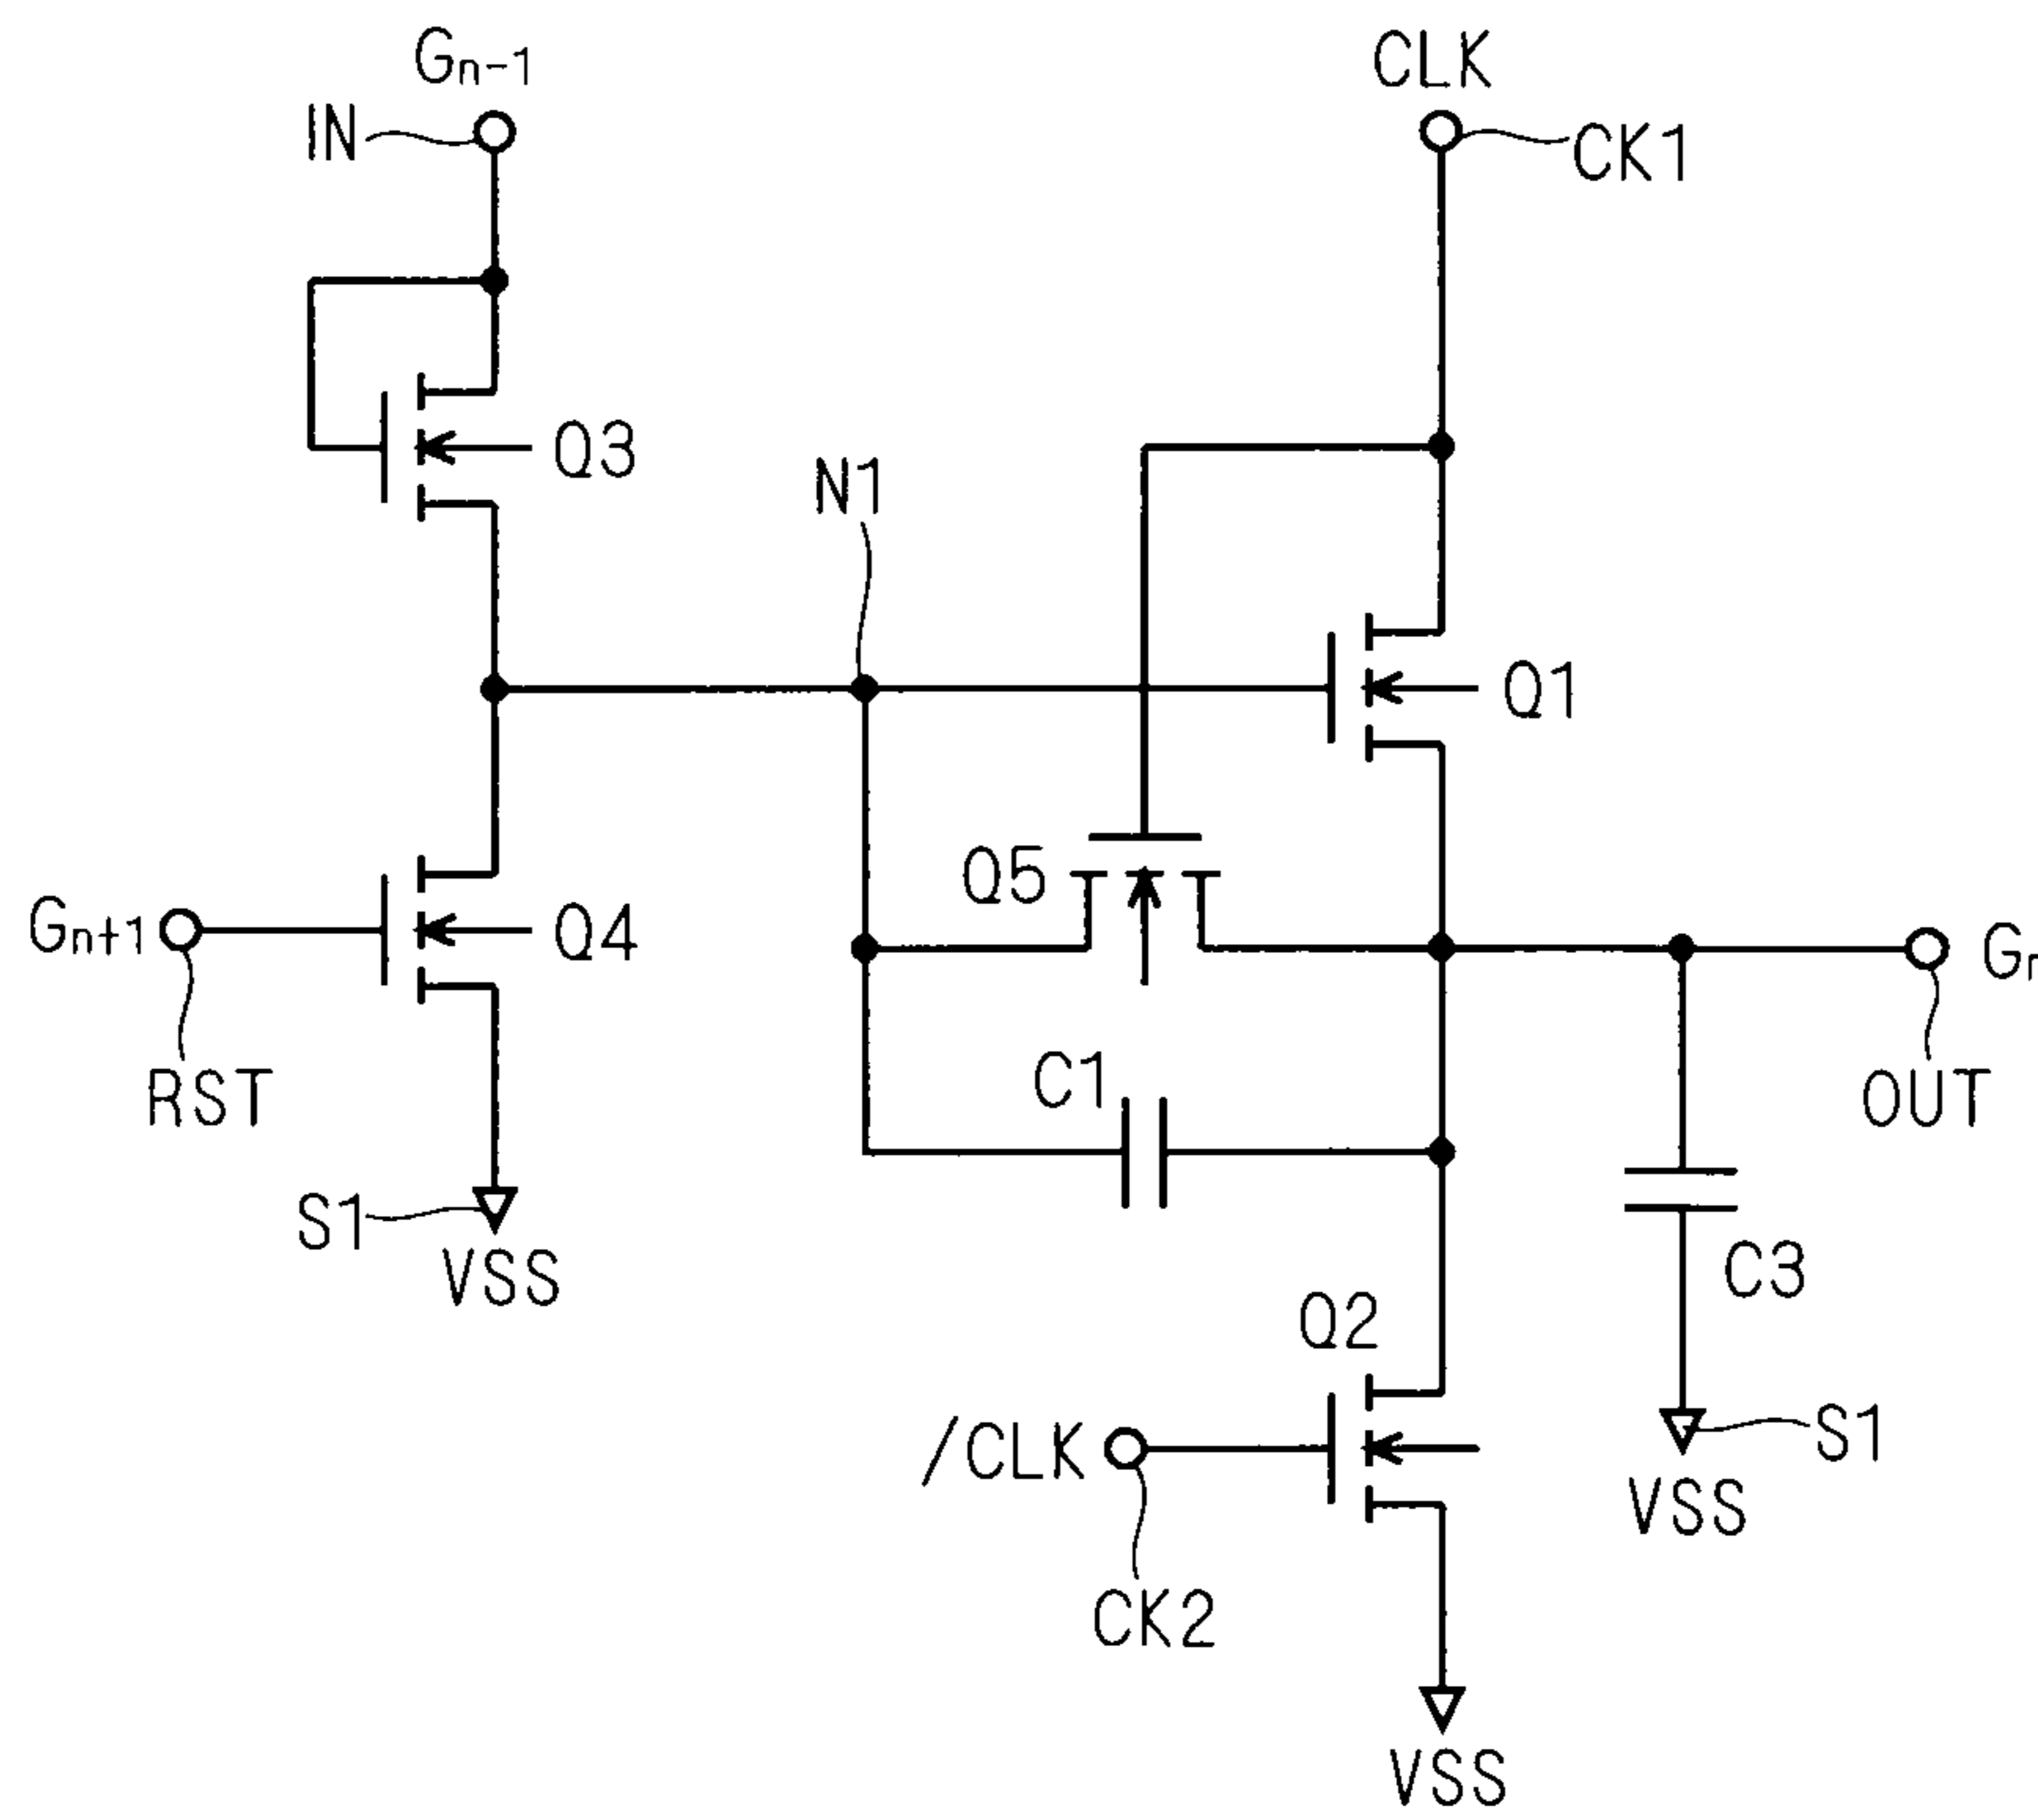 Gn-1
CLK
IN
CK1
Q3
N1
Q1
Q5
Gn+1
Q4
Gn
RST
C1
OUT
S1
VSS
C3
Q2
/CLK
S1
VSS
CK2
VSS